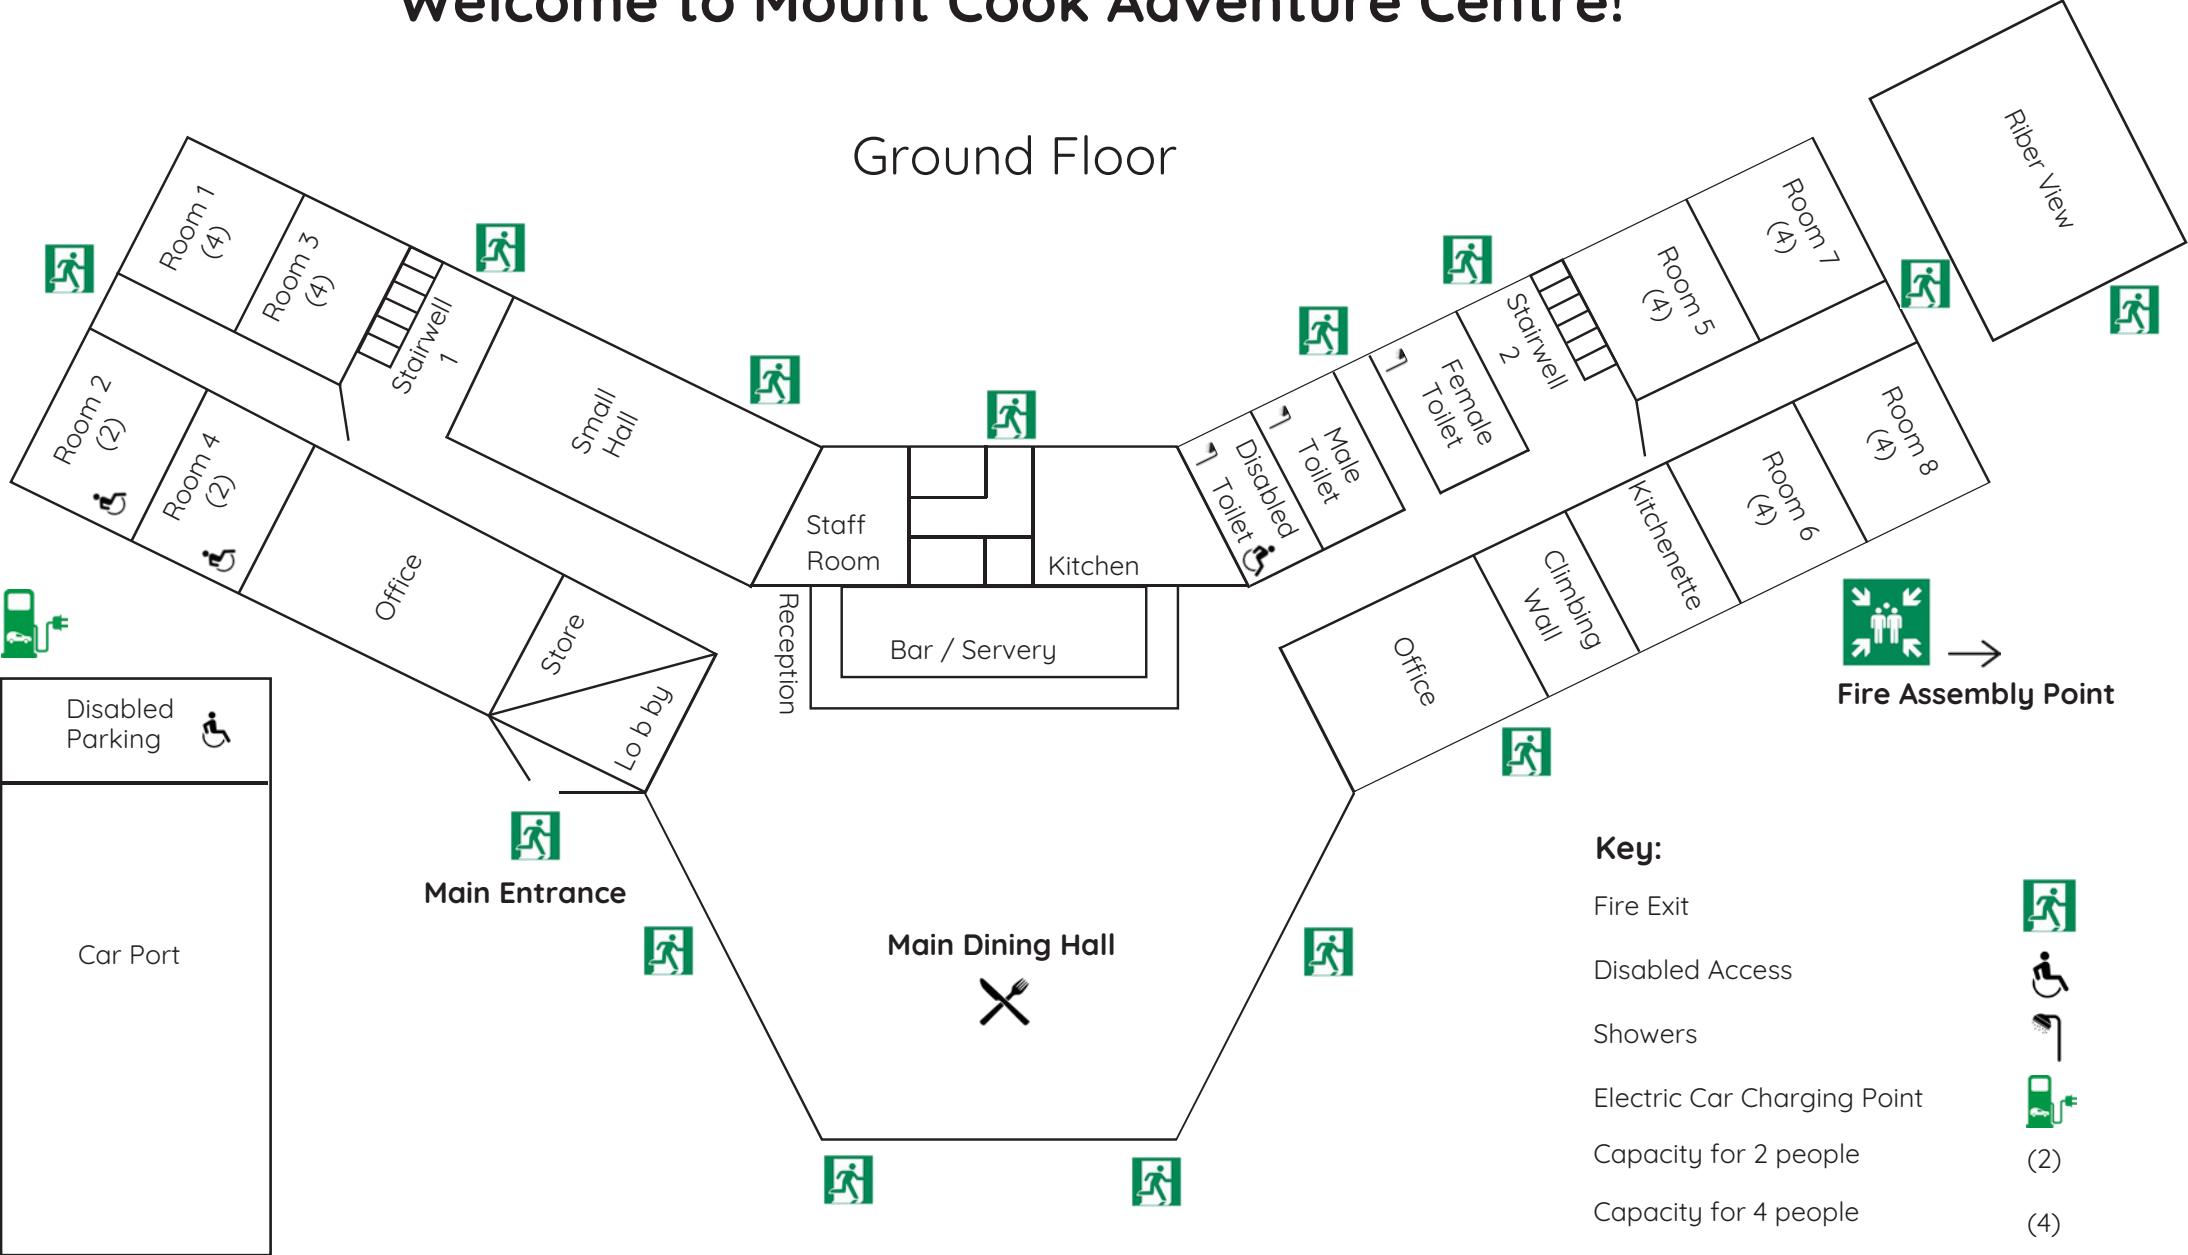 Welcome to Mount Cook Adventure Centre!
Ground Floor
Room 1
(4)
Room 3
(4)
Stairwell
1
Small
Hall
Room 2
(2)
Room 4
(2)
Office
Store
Lobby
Staff
Room
Kitchen
Reception
Bar / Servery
Disabled
Toilet
Male
Toilet
Female
Toilet
Stairwell
2
Room 5
(4)
Room 7
(4)
Riber View
Office
Climbing
Wall
Kitchenette
Room 6
(4)
Room 8
(4)
Fire Assembly Point
Disabled
Parking
Car Port
Main Entrance
Main Dining Hall
Key:
Fire Exit
Disabled Access
Showers
Electric Car Charging Point
Capacity for 2 people
(2)
Capacity for 4 people
(4)